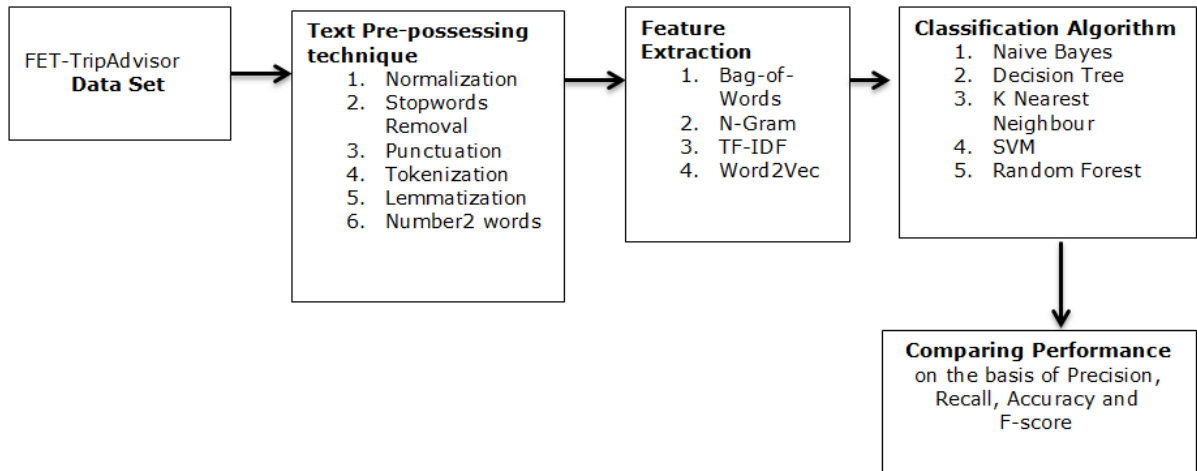 FET-TripAdvisor
Data Set
Text Pre-possessing
technique
1. Normalization
2. Stopwords
Removal
3. Punctuation
4. Tokenization
5. Lemmatization
6. Number2 words
Feature
Extraction
1. Bag-of-
Words
2. N-Gram
3. TF-IDF
4. Word2Vec
Classification Algorithm
1. Naive Bayes
2. Decision Tree
3. K Nearest
Neighbour
4. SVM
5. Random Forest
Comparing Performance
on the basis of Precision,
Recall, Accuracy and
F-score